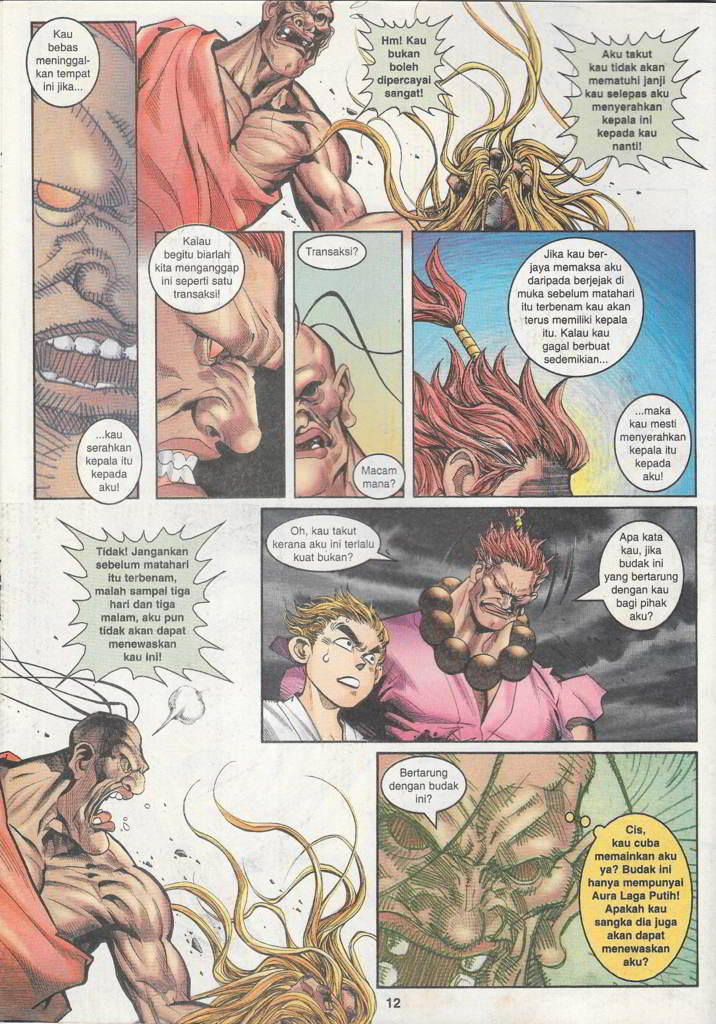 Kau
bebas
meninggal-
kan tempat
ini jika...
Hm! Kau
bukan
boleh
dipercayai
sangat!
Aku takut
kau tidak akan
mematuhi janji
kau selepas aku
menyerahkan
kepala ini
kepada kau
nanti!
...kau
serahkan
kepala itu
kepada
aku!
Kalau
begitu biarlah
kita menganggap
ini seperti satu
transaksi!
Transaksi?
Macam
mana?
Jika kau ber-
jaya memaksa aku
daripada berjejak di
muka sebelum matahari
itu terbenam kau akan
terus memiliki kepala
itu. Kalau kau
gagal berbuat
sedemikian...
...maka
kau mesti
menyerahkan
kepala itu
kepada
aku!
Tidak! Jangankan
sebelum matahari
itu terbenam,
malah sampai tiga
hari dan tiga
malam, aku pun
tidak akan dapat
menewaskan
kau ini!
Oh, kau takut
kerana aku ini terlalu
kuat bukan?
Apa kata
kau, jika
budak ini
yang bertarung
dengan kau
bagi pihak
aku?
Bertarung
dengan budak
ini?
Cis,
kau cuba
memainkan aku
ya? Budak ini
hanya mempunyai
Aura Laga Putih!
Apakah kau
sangka dia juga
akan dapat
menewaskan
aku?
12